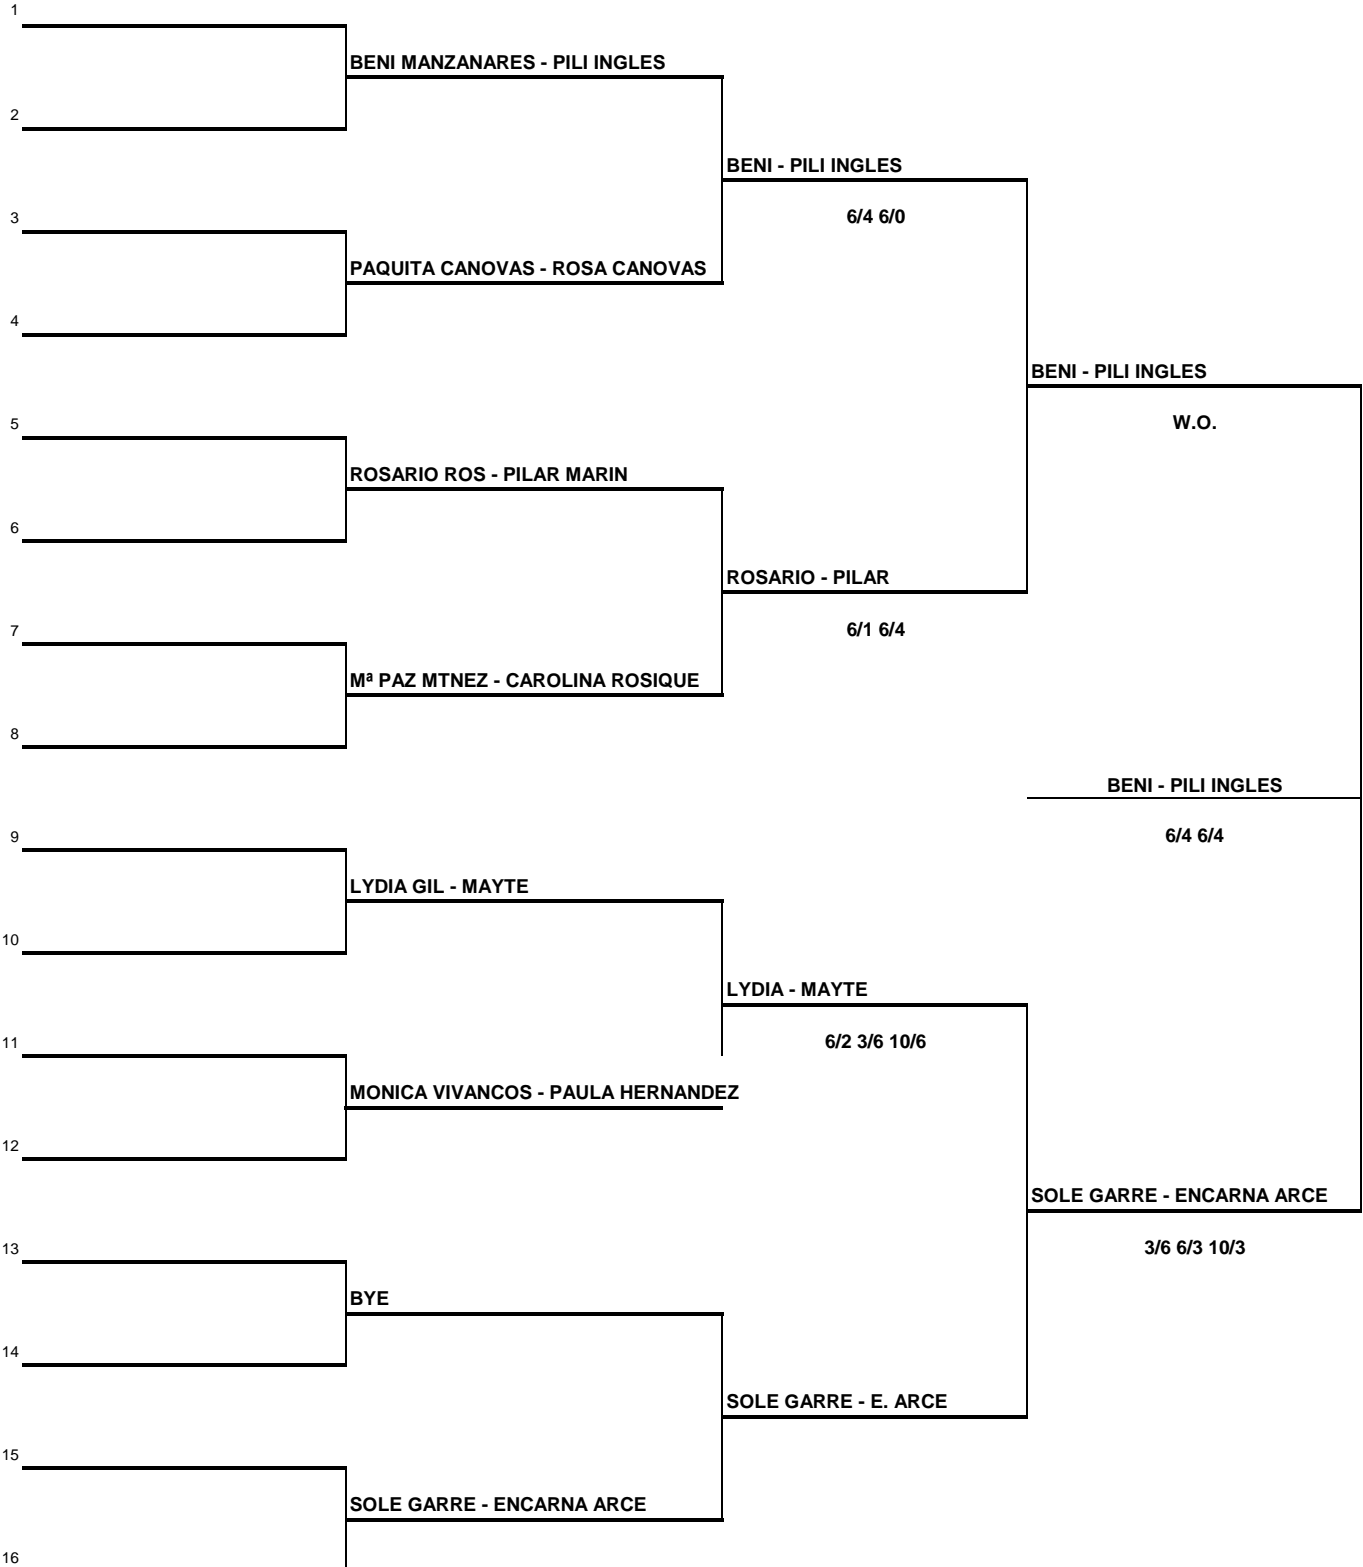 1
BENI MANZANARES - PILI INGLES
2
BENI - PILI INGLES
3
6/4 6/0
PAQUITA CANOVAS - ROSA CANOVAS
4
BENI - PILI INGLES
5
W.O.
ROSARIO ROS - PILAR MARIN
6
ROSARIO - PILAR
7
6/1 6/4
Mª PAZ MTNEZ - CAROLINA ROSIQUE
8
BENI - PILI INGLES
9
6/4 6/4
LYDIA GIL - MAYTE
10
LYDIA - MAYTE
11
6/2 3/6 10/6
MONICA VIVANCOS - PAULA HERNANDEZ
12
SOLE GARRE - ENCARNA ARCE
13
3/6 6/3 10/3
BYE
14
SOLE GARRE - E. ARCE
15
SOLE GARRE - ENCARNA ARCE
16